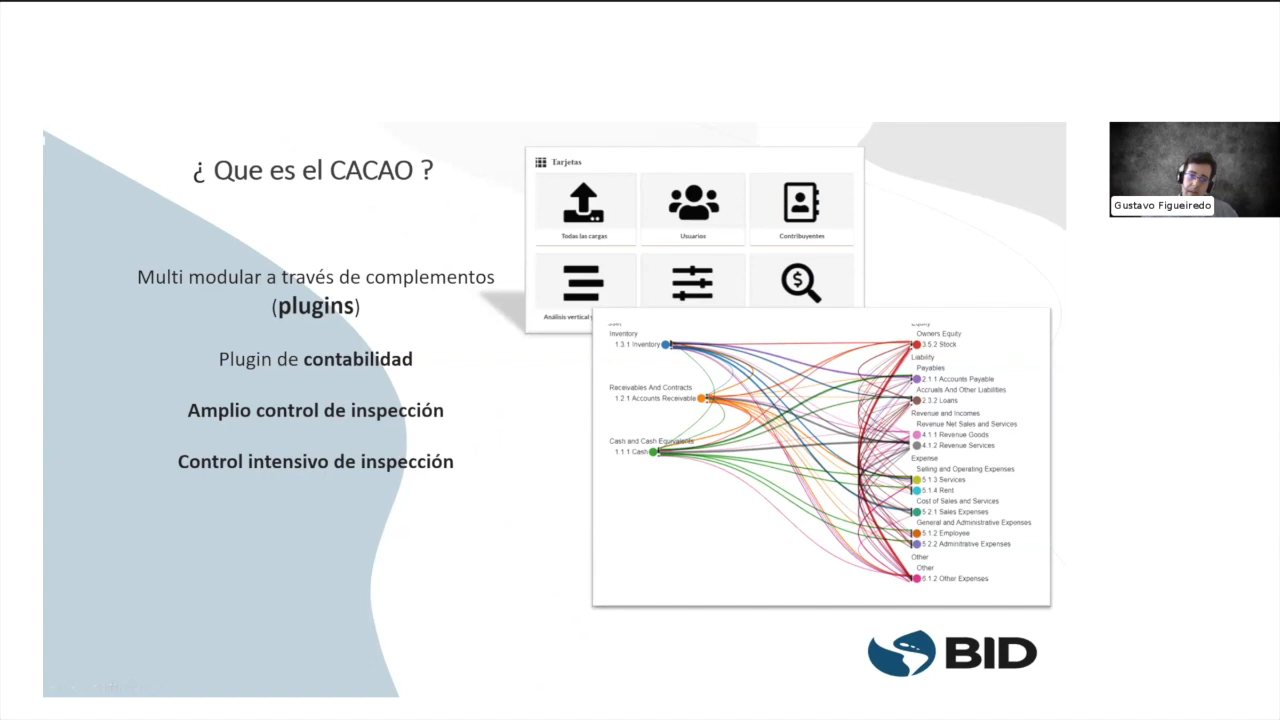 ¿ Que es el CACAO ?
Multi modular a través de complementos
(plugins)
Plugin de contabilidad
Amplio control de inspección
Control intensivo de inspección
Tarjetas
Todas las cargas
Usuarios
Contribuyentes
Análisis vertical
Inventory
1.3.1 Inventory
Receivables And Contracts
1.2.1 Accounts Receivable
Cash and Cash Equivalents
1.1.1 Cash
Equity
Owners Equity
3.5.2 Stock
Liability
Payables
2.1.1 Accounts Payable
Accruals And Other Liabilities
2.3.2 Loans
Revenue and Incomes
Revenue Net Sales and Services
4.1.1 Revenue Goods
4.1.2 Revenue Services
Expense
Selling and Operating Expenses
5.1.3 Services
5.1.4 Rent
Cost of Sales and Services
5.2.1 Sales Expenses
General and Administrative Expenses
5.1.2 Employee
5.2.2 Adminitrative Expenses
Other
Other
6.1.2 Other Expenses
BID
Gustavo Figueiredo